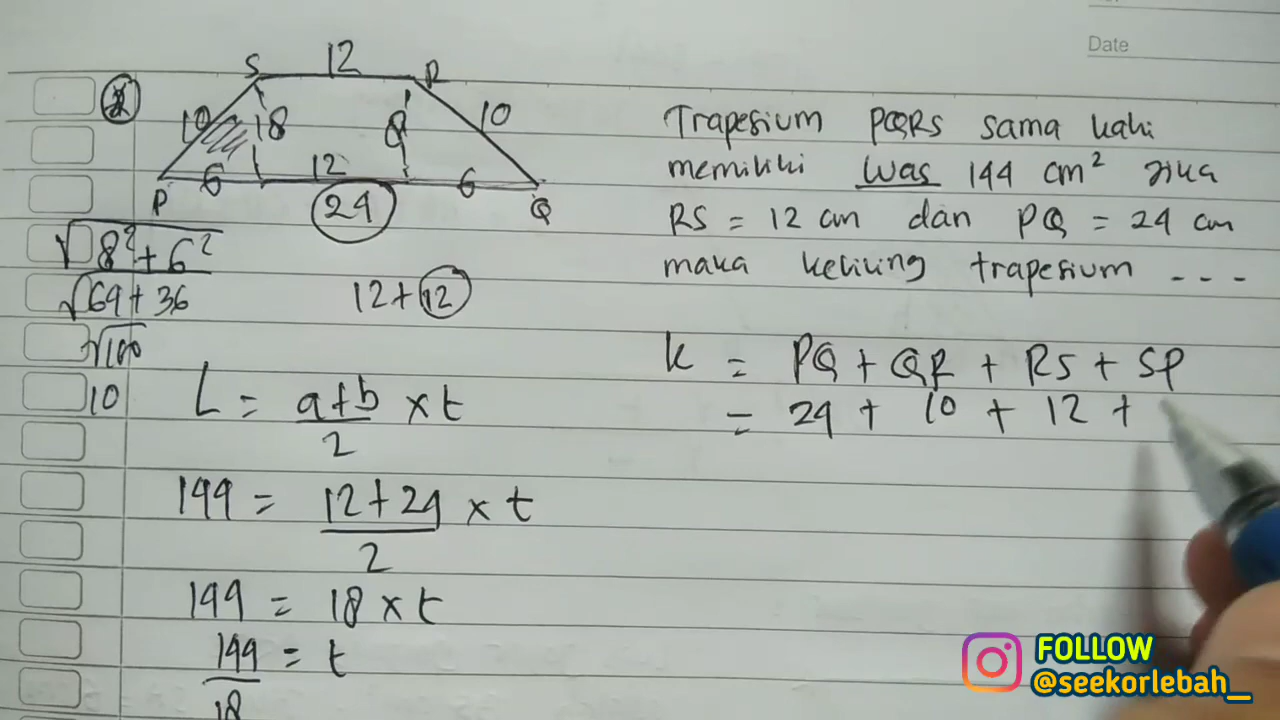 Date
S 12 R
10 8 8 10
6 12 6
P 24 Q
√8² + 6²
√64 + 36
√100
10
12 + 12
L = a+b/2 x t
144 = 12+24/2 x t
144 = 18 x t
144/18 = t
Trapesium PQRS sama kaki
memiliki luas 144 cm² jika
RS = 12 cm dan PQ = 24 cm
maka keliling trapesium ---
K = PQ + QR + RS + SP
= 24 + 10 + 12 +
FOLLOW
@seekorlebah_